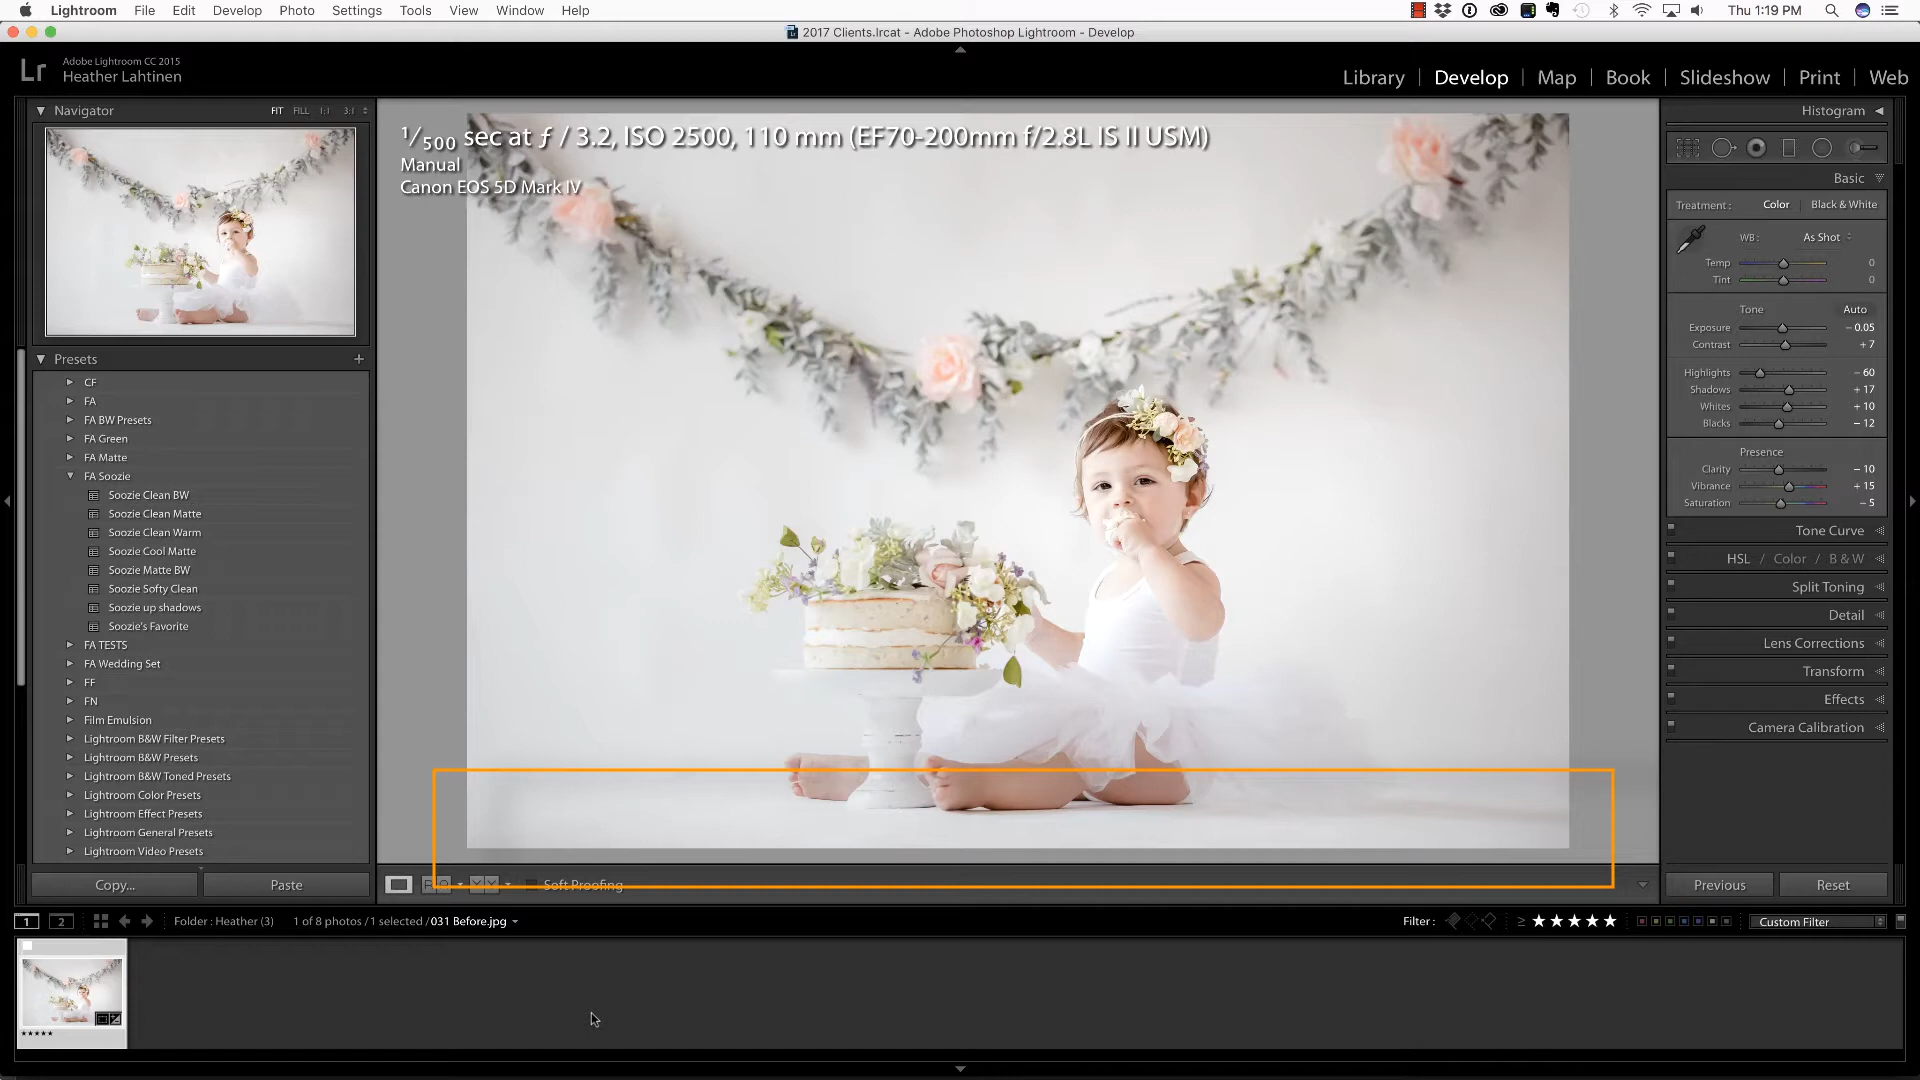 Lightroom File Edit Develop Photo Settings Tools View Window Help
Thu 1:19 PM
2017 Clients.lrcat - Adobe Photoshop Lightroom - Develop
Lr
Adobe Lightroom CC 2015
Heather Lahtinen
Library | Develop | Map | Book | Slideshow | Print | Web
Navigator FIT FILL 1:1 3:1
Presets +
CF
FA
FA BW Presets
FA Green
FA Matte
FA Soozie
Soozie Clean BW
Soozie Clean Matte
Soozie Clean Warm
Soozie Cool Matte
Soozie Matte BW
Soozie Softy Clean
Soozie up shadows
Soozie's Favorite
FA TESTS
FA Wedding Set
FF
FN
Film Emulsion
Lightroom B&W Filter Presets
Lightroom B&W Presets
Lightroom B&W Toned Presets
Lightroom Color Presets
Lightroom Effect Presets
Lightroom General Presets
Lightroom Video Presets
Copy... Paste
1/500 sec at ƒ / 3.2, ISO 2500, 110 mm (EF70-200mm f/2.8L IS II USM)
Manual
Canon EOS 5D Mark IV
Soft Proofing
Histogram
Basic
Treatment : Color | Black & White
WB : As Shot
Temp 0
Tint 0
Tone Auto
Exposure - 0.05
Contrast + 7
Highlights - 60
Shadows + 17
Whites + 10
Blacks - 12
Presence
Clarity - 10
Vibrance + 15
Saturation - 5
Tone Curve
HSL / Color / B & W
Split Toning
Detail
Lens Corrections
Transform
Effects
Camera Calibration
Previous Reset
1 2 Folder : Heather (3) 1 of 8 photos / 1 selected / 031 Before.jpg
Filter : ≥ ★★★★★ Custom Filter
★★★★★